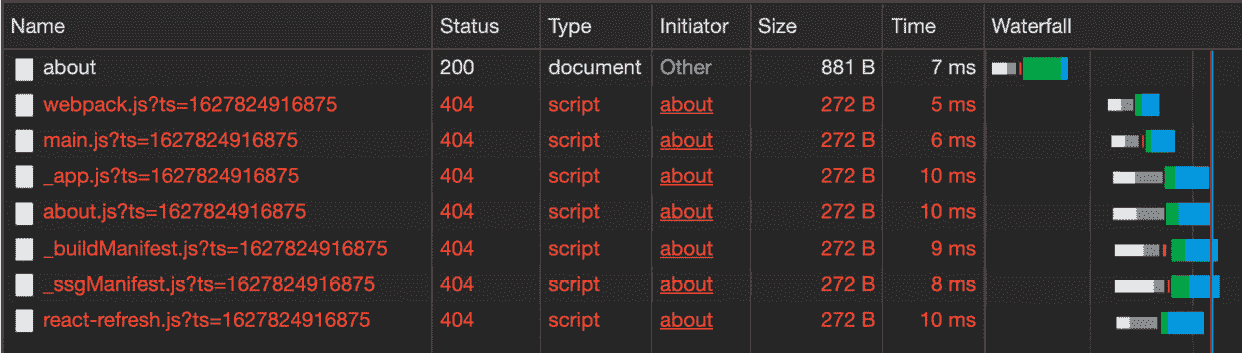 Name Status Type Initiator Size Time Waterfall
about 200 document Other 881 B 7 ms
webpack.js?ts=1627824916875 404 script about 272 B 5 ms
main.js?ts=1627824916875 404 script about 272 B 6 ms
_app.js?ts=1627824916875 404 script about 272 B 10 ms
about.js?ts=1627824916875 404 script about 272 B 10 ms
_buildManifest.js?ts=1627824916875 404 script about 272 B 9 ms
_ssgManifest.js?ts=1627824916875 404 script about 272 B 8 ms
react-refresh.js?ts=1627824916875 404 script about 272 B 10 ms